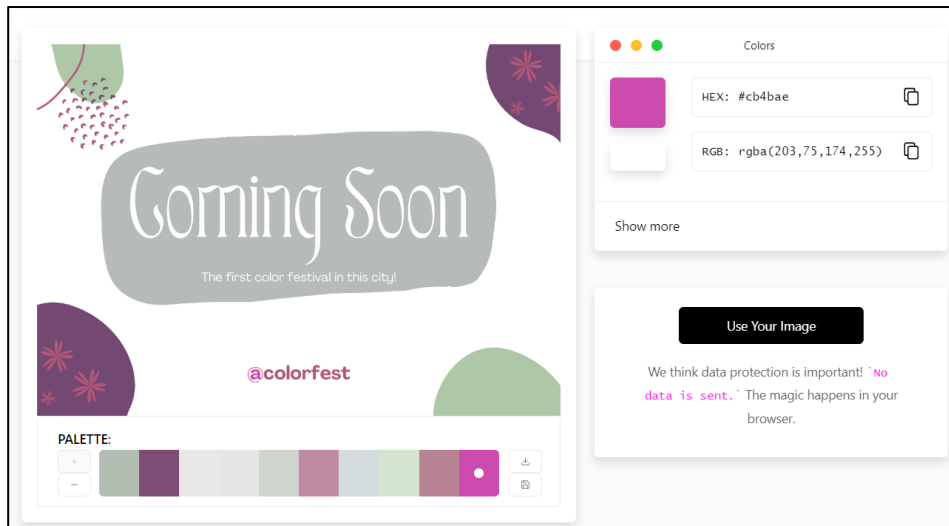 Coming Soon
The first color festival in this city!
@colorfest
PALETTE:
+
−
Colors
HEX: #cb4bae
RGB: rgba(203,75,174,255)
Show more
Use Your Image
We think data protection is important! `No
data is sent.` The magic happens in your
browser.